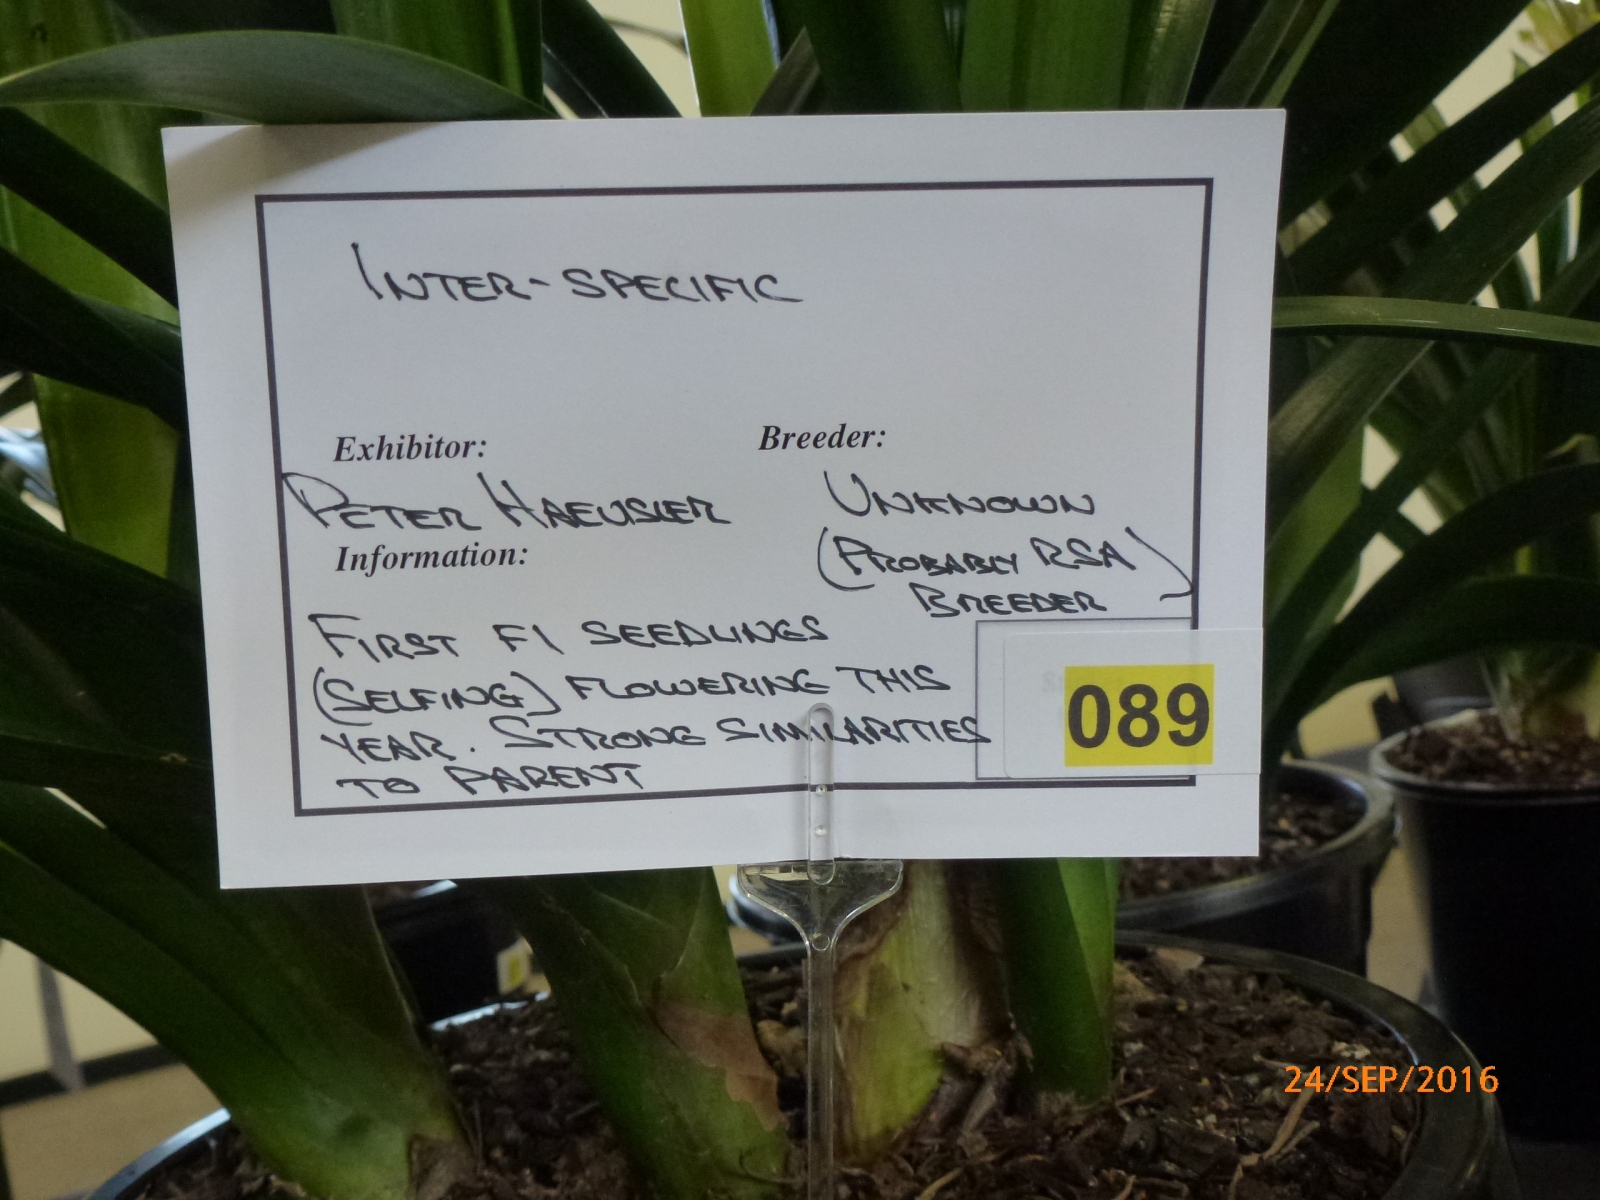 INTER-SPECIFIC
Exhibitor:
Breeder:
PETER HAEUSLER
UNKNOWN
(PROBABLY RSA)
BREEDER
Information:
FIRST F1 SEEDLINGS
(SELFING) FLOWERING THIS
YEAR. STRONG SIMILARITIES
TO PARENT
089
24/SEP/2016